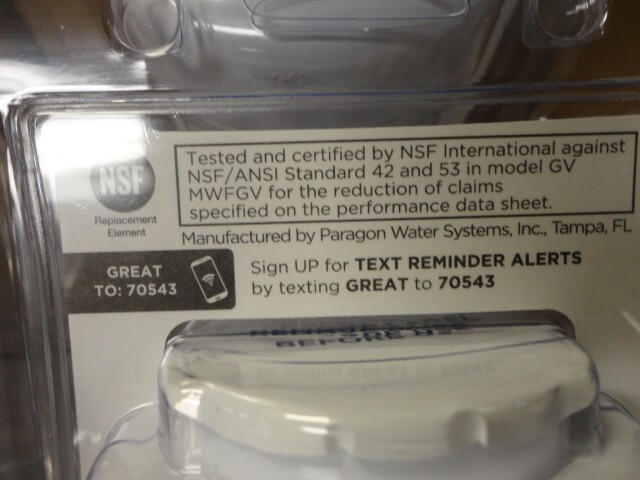 NSF
Replacement
Element
Tested and certified by NSF International against
NSF/ANSI Standard 42 and 53 in model GV
MWFGV for the reduction of claims
specified on the performance data sheet.
Manufactured by Paragon Water Systems, Inc., Tampa, FL
GREAT
TO: 70543
Sign UP for TEXT REMINDER ALERTS
by texting GREAT to 70543
BEFORE USE